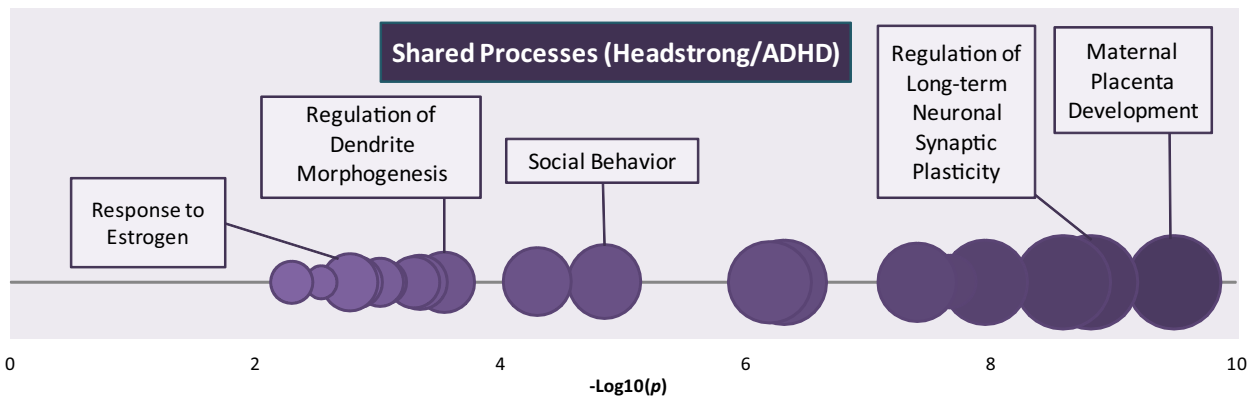 Shared Processes (Headstrong/ADHD)
Regulation of
Long-term
Neuronal
Synaptic
Plasticity
Maternal
Placenta
Development
Regulation of
Dendrite
Morphogenesis
Social Behavior
Response to
Estrogen
0 2 4 6 8 10
-Log10(p)